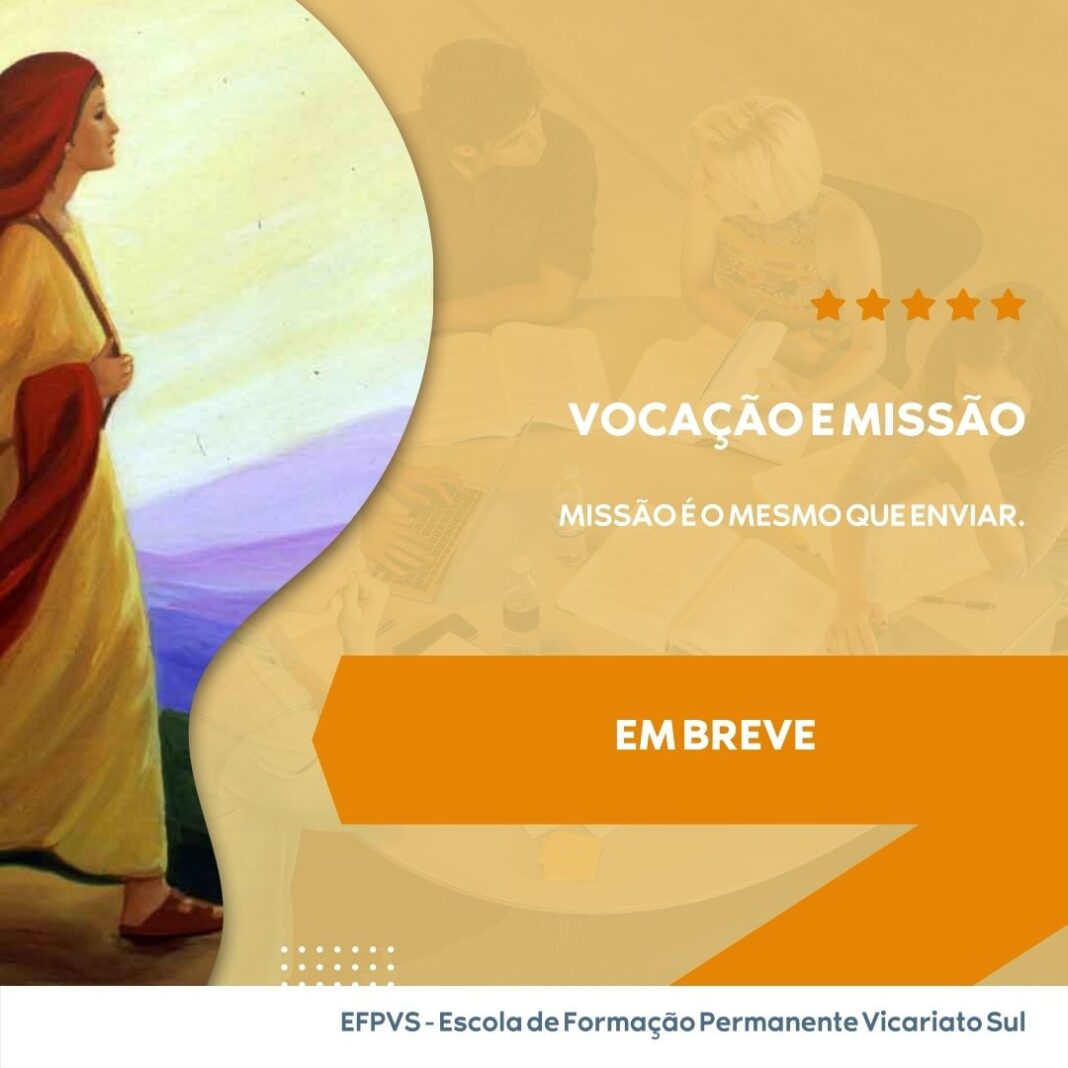 VOCAÇÃO E MISSÃO
MISSÃO É O MESMO QUE ENVIAR.
EM BREVE
EFPVS - Escola de Formação Permanente Vicariato Sul